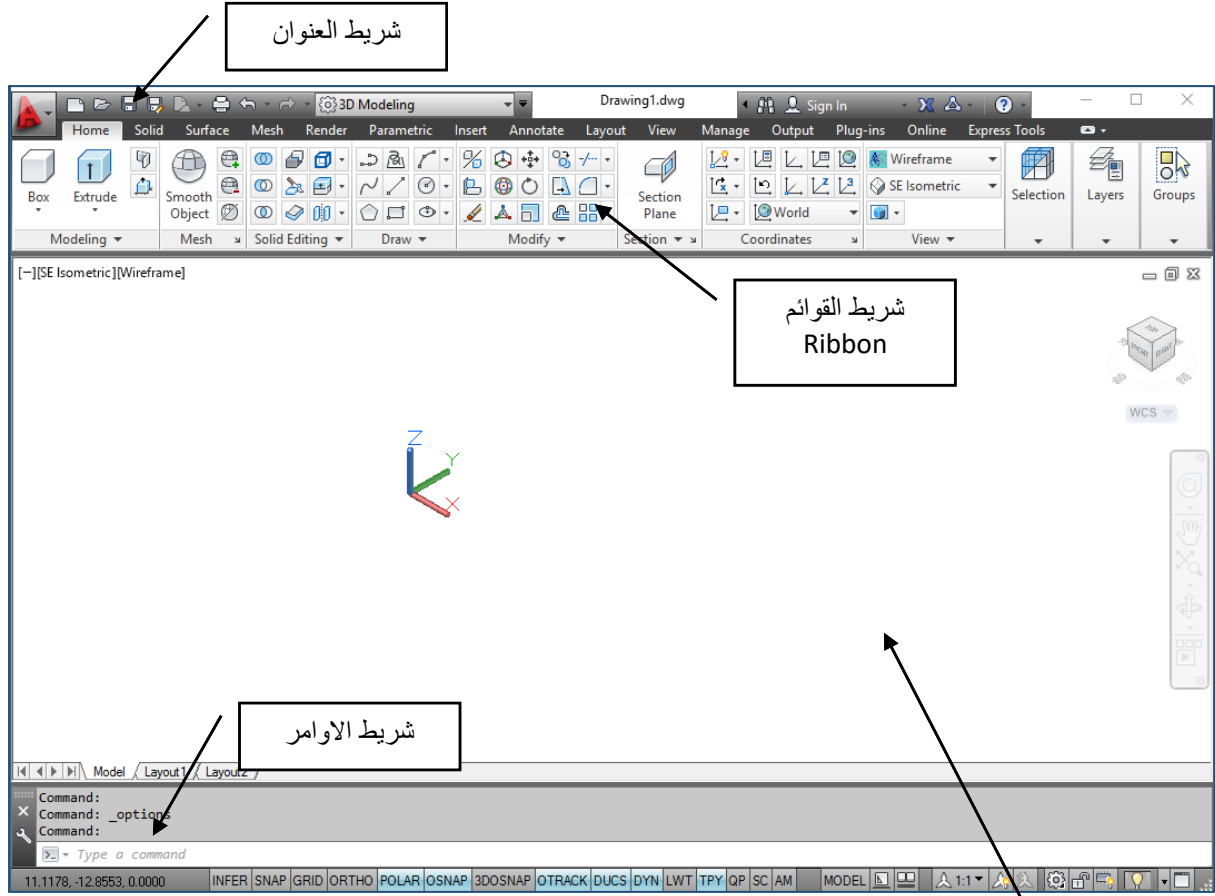 شريط العنوان
3D Modeling
Drawing1.dwg
Sign In
Home Solid Surface Mesh Render Parametric Insert Annotate Layout View Manage Output Plug-ins Online Express Tools
Box
Extrude
Smooth
Object
Section
Plane
World
Wireframe
SE Isometric
Selection
Layers
Groups
Modeling
Mesh
Solid Editing
Draw
Modify
Section
Coordinates
View
[−][SE Isometric][Wireframe]
شريط القوائم
Ribbon
WCS
Z
Y
X
شريط الاوامر
Model Layout1 Layout2
Command:
Command: _options
Command:
Type a command
11.1178, -12.8553, 0.0000 INFER SNAP GRID ORTHO POLAR OSNAP 3DOSNAP OTRACK DUCS DYN LWT TPY QP SC AM MODEL 1:1